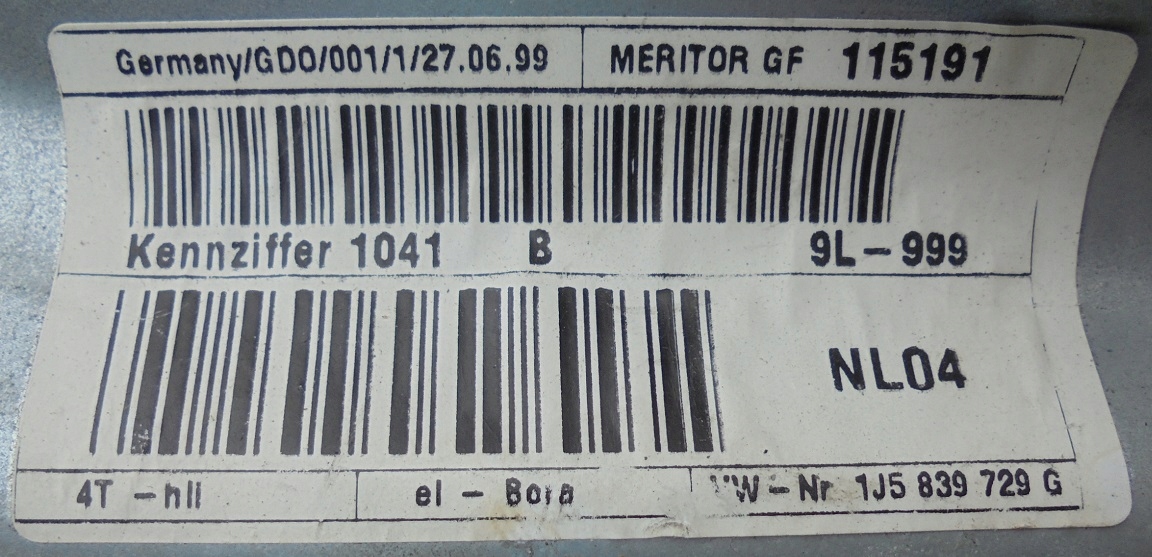 Germany/GDO/001/1/27.06.99 MERITOR GF 115191
Kennziffer 1041 B 9L-999
NL04
4T -hli el - Bora VW-Nr 1J5 839 729 G